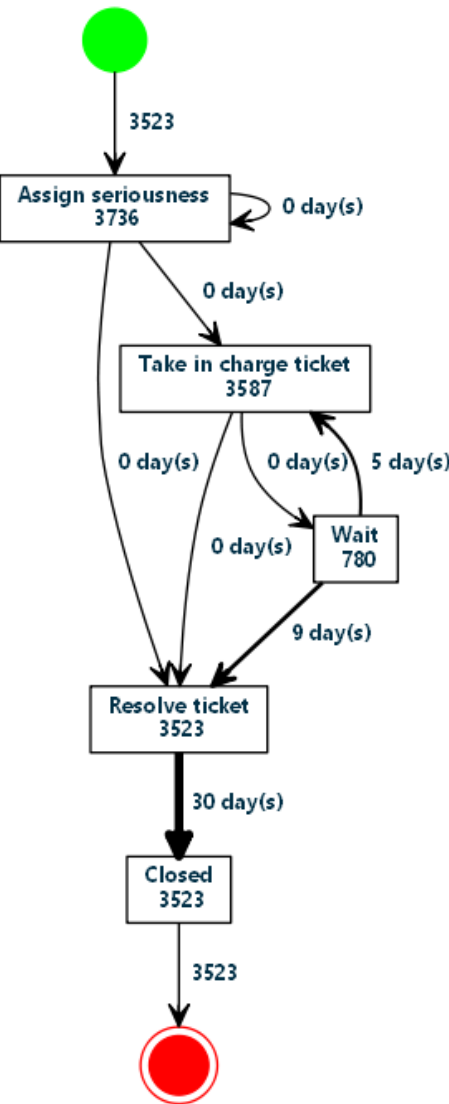 3523
Assign seriousness
3736
0 day(s)
0 day(s)
Take in charge ticket
3587
0 day(s)
0 day(s)
5 day(s)
0 day(s)
Wait
780
9 day(s)
Resolve ticket
3523
30 day(s)
Closed
3523
3523